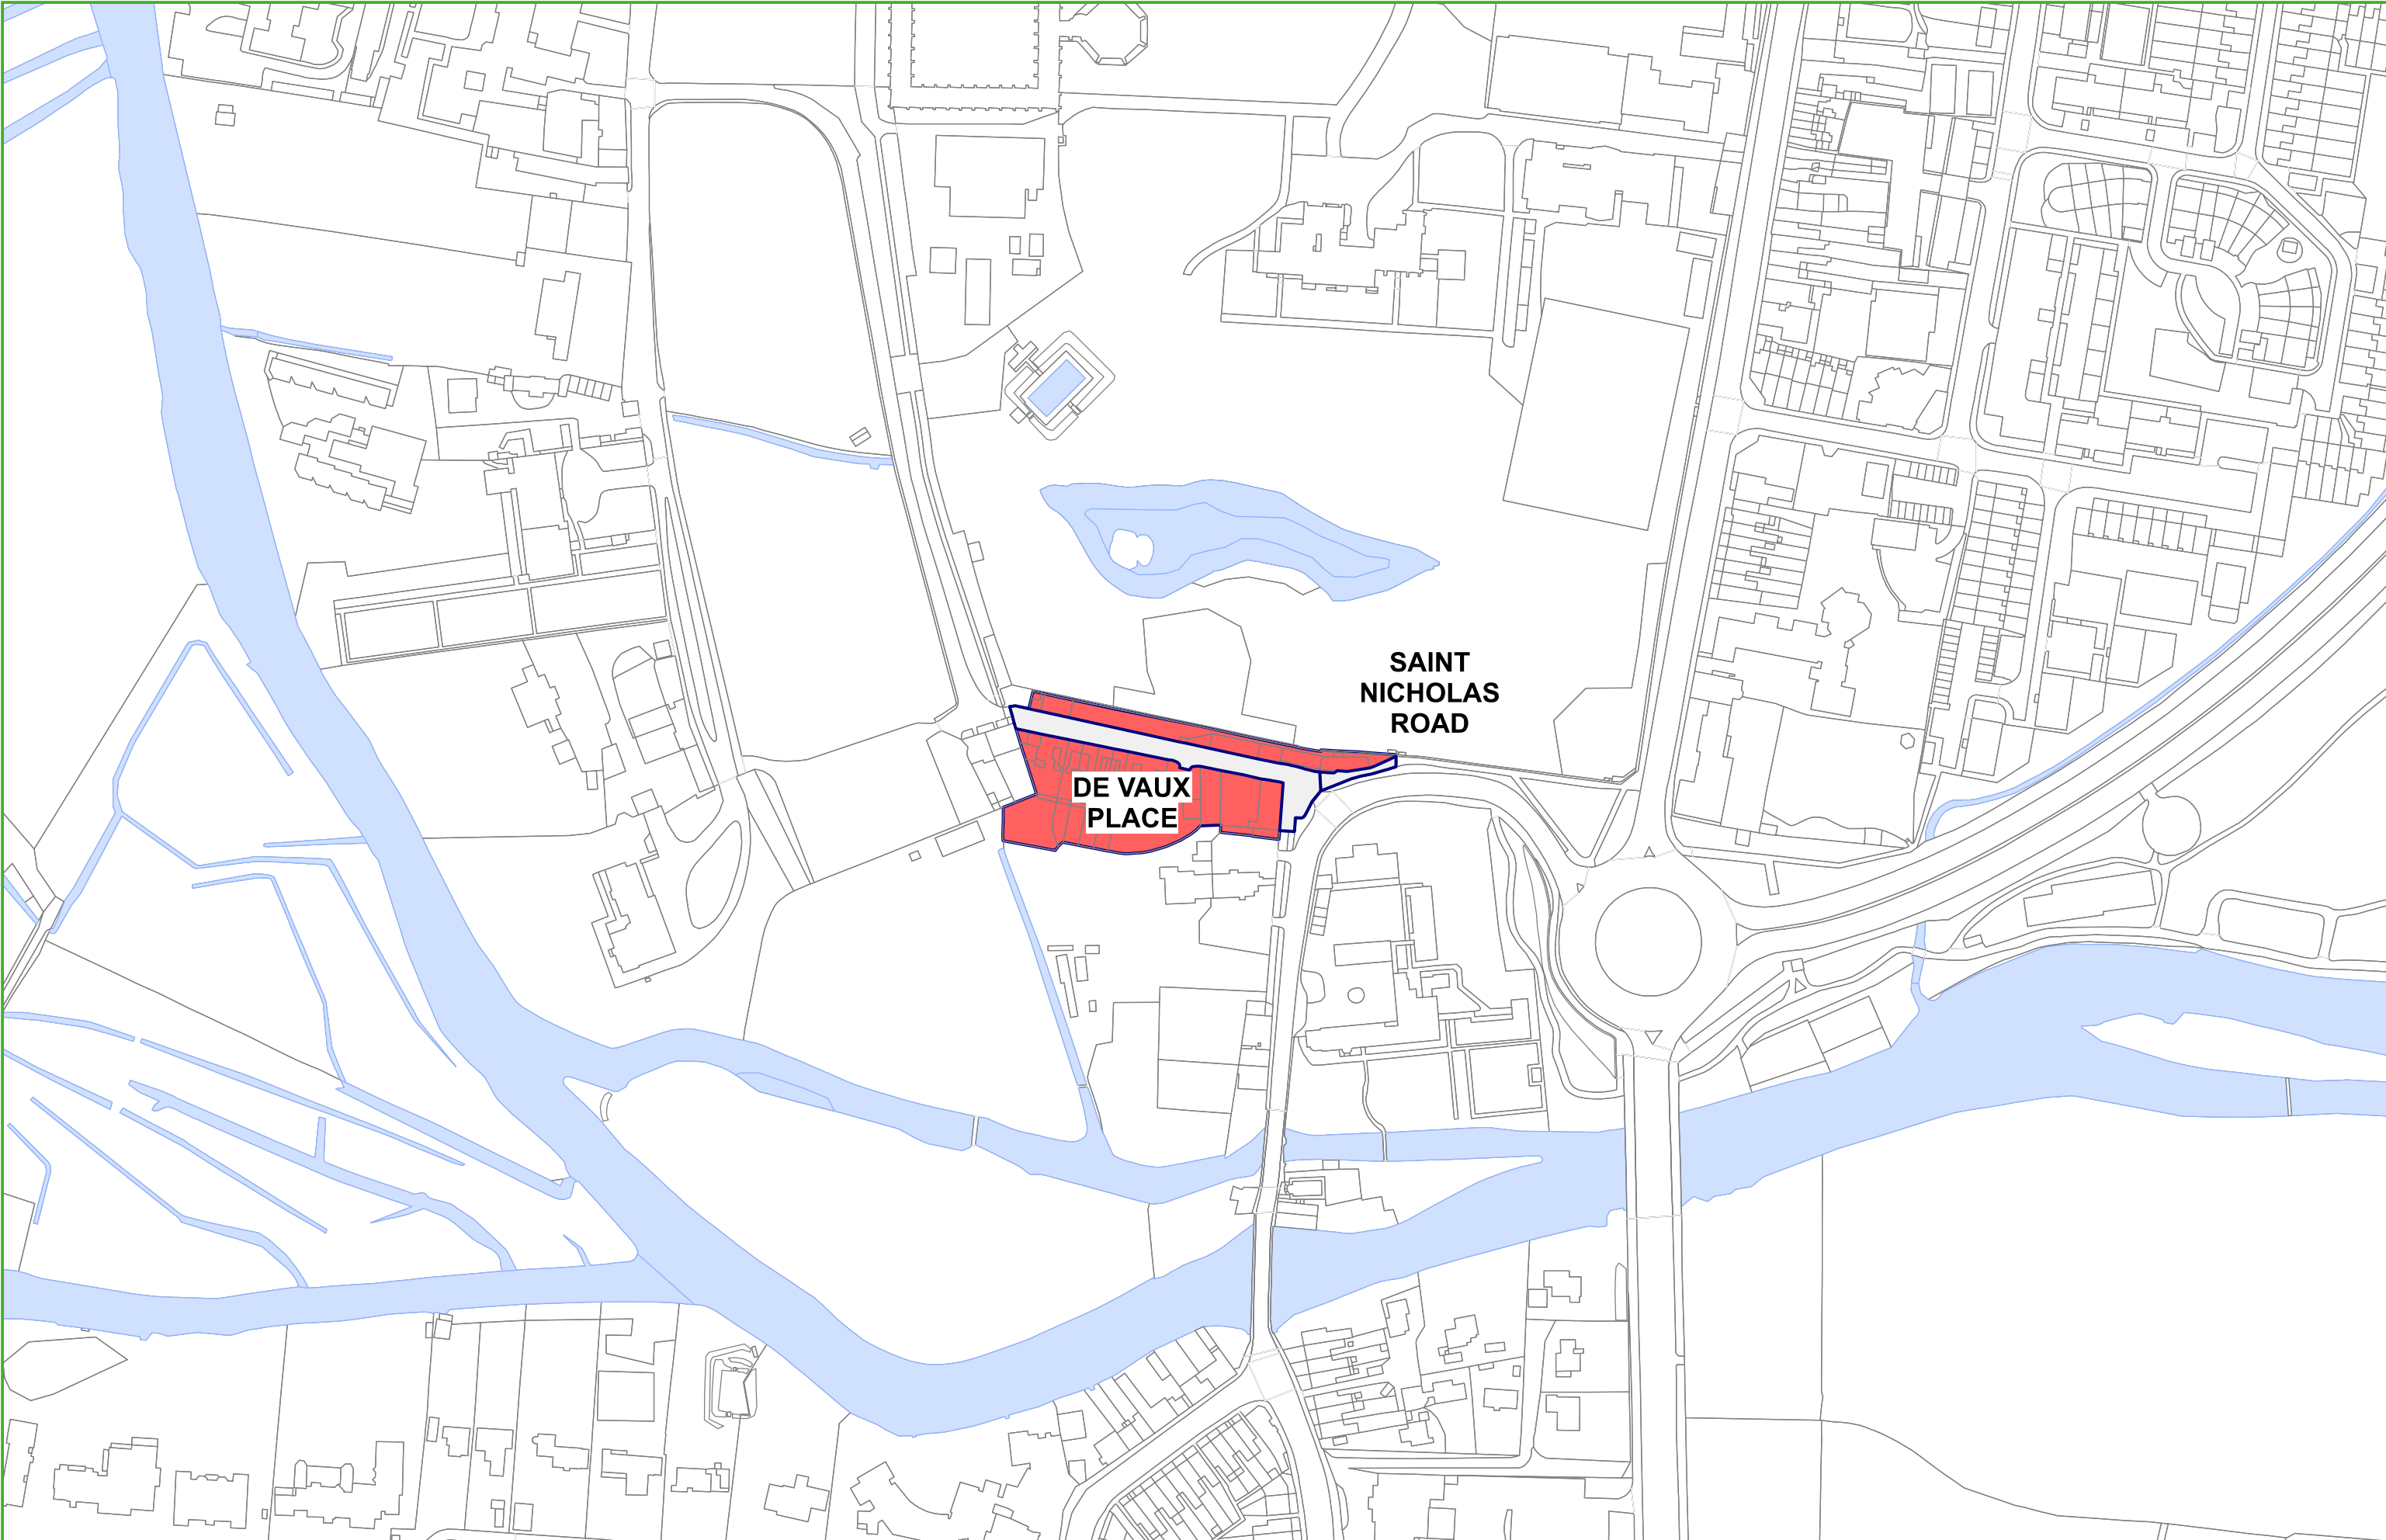 SAINT
NICHOLAS
ROAD
DE VAUX
PLACE